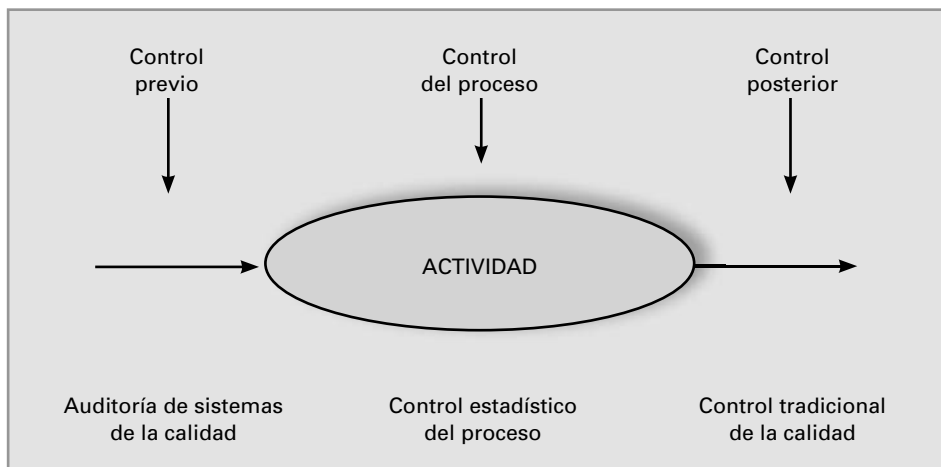 Control
previo
Control
del proceso
Control
posterior
ACTIVIDAD
Auditoría de sistemas
de la calidad
Control estadístico
del proceso
Control tradicional
de la calidad